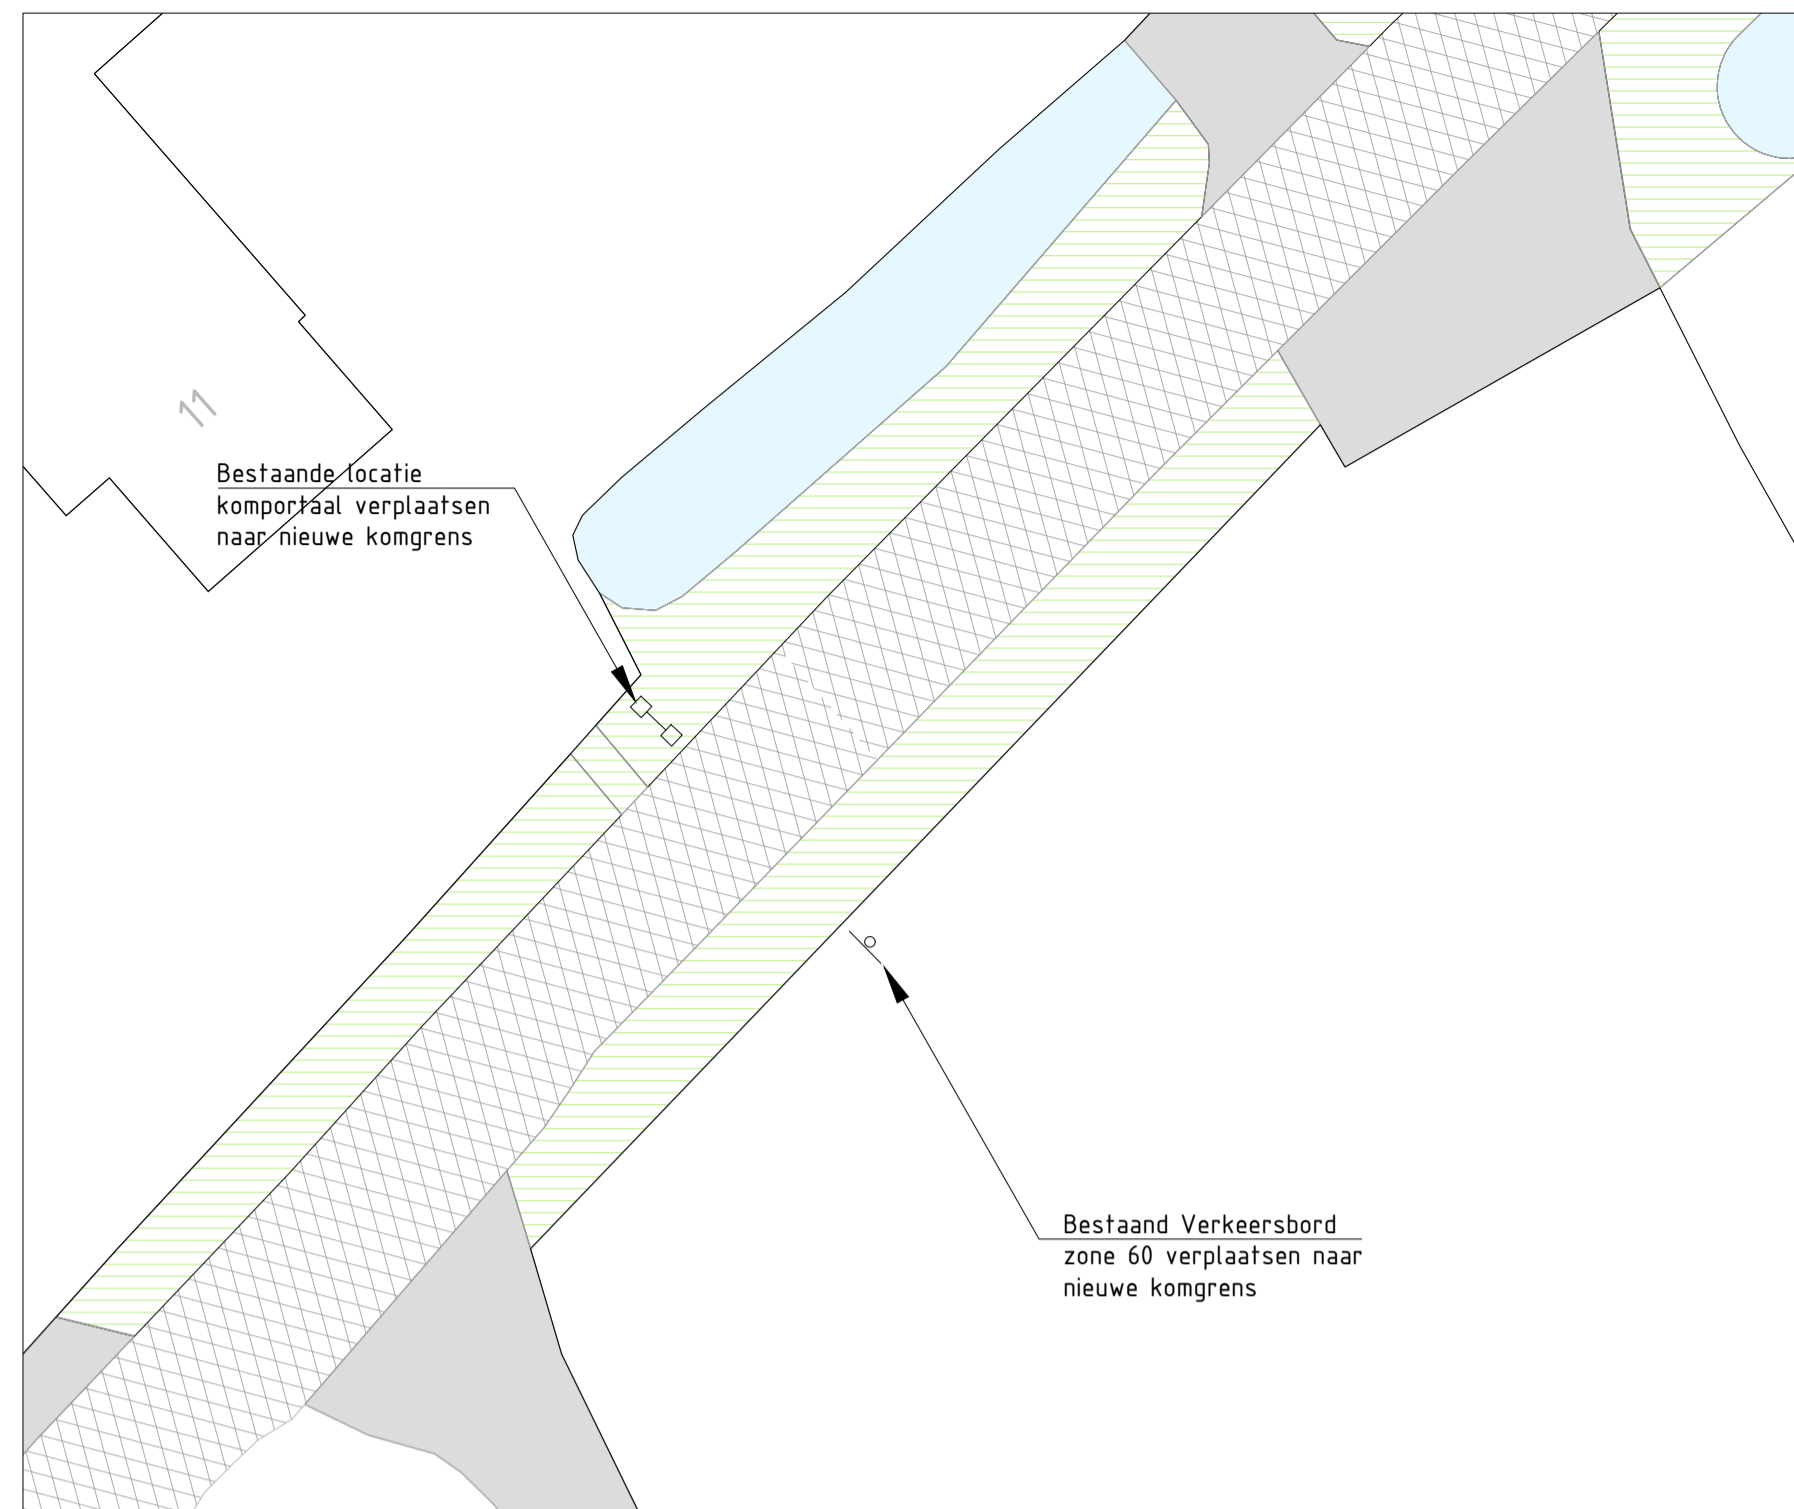 11
Bestaande locatie
komportaal verplaatsen
naar nieuwe komgrens
Bestaand Verkeersbord
zone 60 verplaatsen naar
nieuwe komgrens